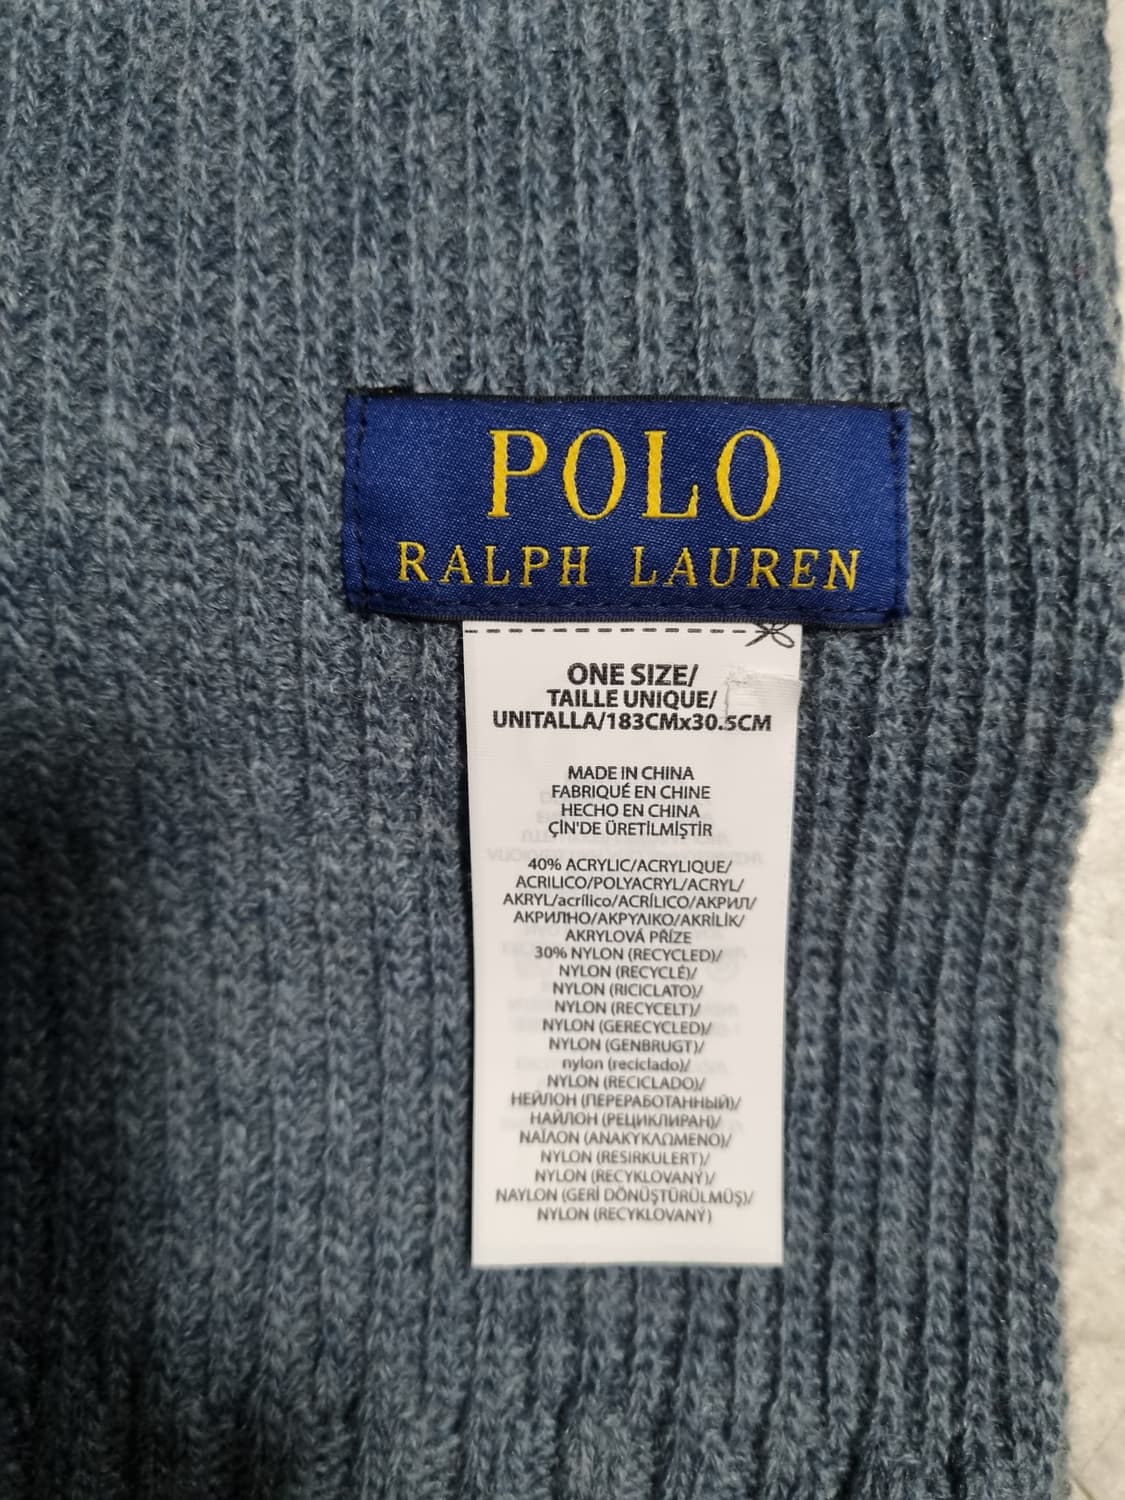 POLO
RALPH LAUREN
ONE SIZE/
TAILLE UNIQUE/
UNITALLA/183CMx30.5CM
MADE IN CHINA
FABRIQUÉ EN CHINE
HECHO EN CHINA
ÇİN'DE ÜRETİLMİŞTİR
40% ACRYLIC/ACRYLIQUE/
ACRILICO/POLYACRYL/ACRYL/
AKRYL/acrílico/ACRÍLICO/АКРИЛ/
АКРИЛНО/ΑΚΡΥΛΙΚΟ/AKRİLİK/
AKRYLOVÁ PŘÍZE
30% NYLON (RECYCLED)/
NYLON (RECYCLÉ)/
NYLON (RICICLATO)/
NYLON (RECYCELT)/
NYLON (GERECYCLED)/
NYLON (GENBRUGT)/
nylon (reciclado)/
NYLON (RECICLADO)/
НЕЙЛОН (ПЕРЕРАБОТАННЫЙ)/
НАЙЛОН (РЕЦИКЛИРАН)/
ΝΑΪΛΟΝ (ΑΝΑΚΥΚΛΩΜΕΝΟ)/
NYLON (RESIRKULERT)/
NYLON (RECYKLOVANÝ)/
NAYLON (GERİ DÖNÜŞTÜRÜLMÜŞ)/
NYLON (RECYKLOVANÝ)